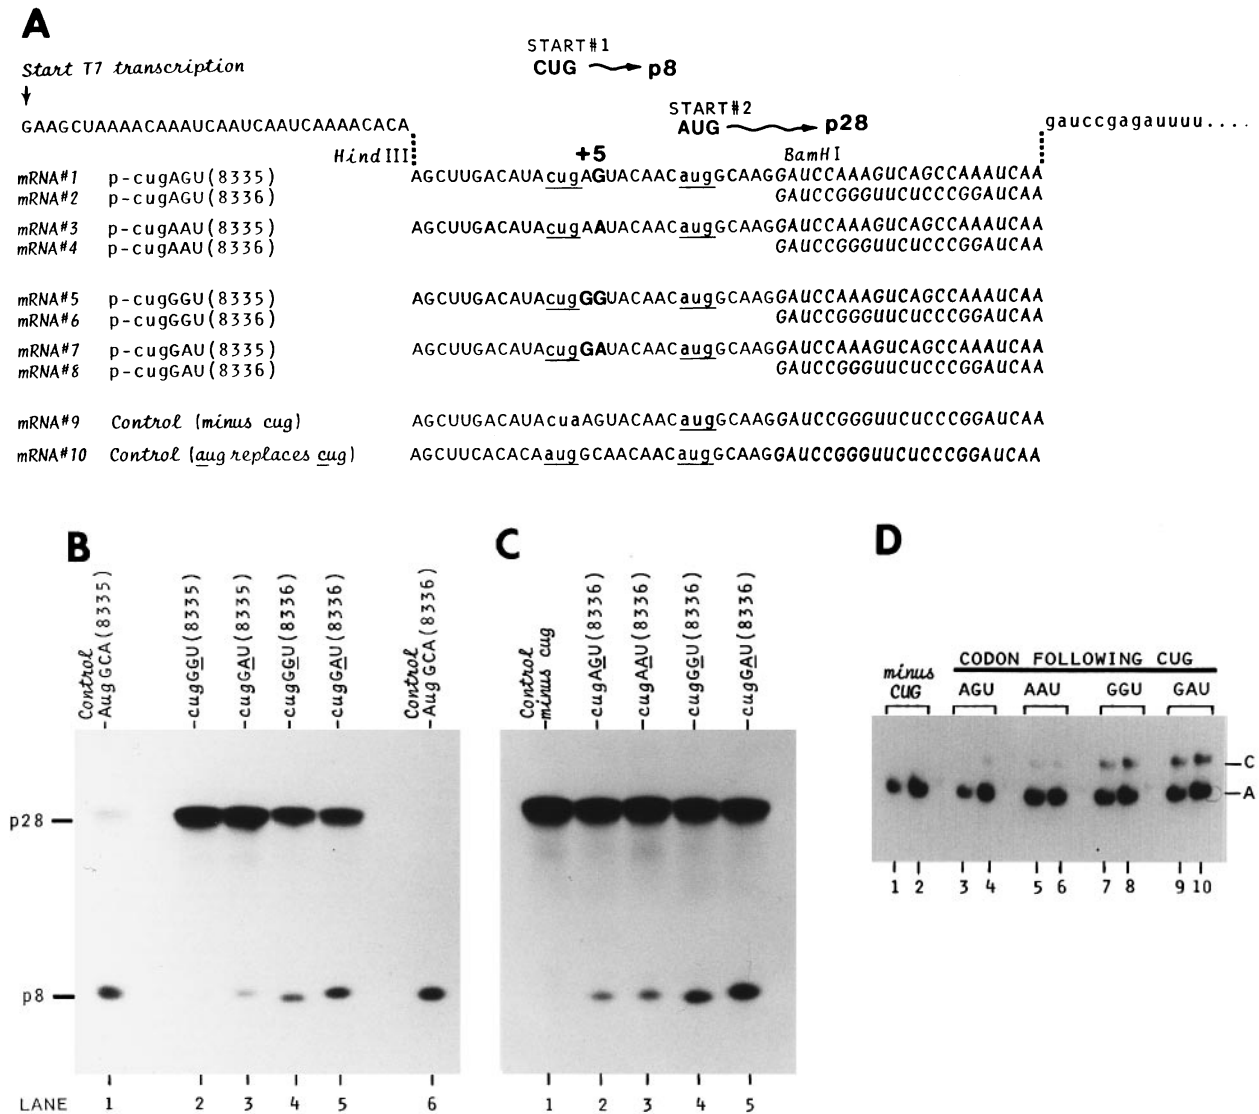 A
START#1
CUG p8
Start T7 transcription
START#2
AUG p28
GAAGCUAAAACAAAUCAAUCAAUCAAAACACA
gauccgagauuuu....
HindIII
+5
BamHI
mRNA#1 p-cugAGU(8335) AGCUUGACAUAcugAGUACAACaugGCAAGGAUCCAAAGUCAGCCAAAUCAA
mRNA#2 p-cugAGU(8336) GAUCCGGGUUCUCCCGGAUCAA
mRNA#3 p-cugAAU(8335) AGCUUGACAUAcugAAUACAACaugGCAAGGAUCCAAAGUCAGCCAAAUCAA
mRNA#4 p-cugAAU(8336) GAUCCGGGUUCUCCCGGAUCAA
mRNA#5 p-cugGGU(8335) AGCUUGACAUAcugGGUACAACaugGCAAGGAUCCAAAGUCAGCCAAAUCAA
mRNA#6 p-cugGGU(8336) GAUCCGGGUUCUCCCGGAUCAA
mRNA#7 p-cugGAU(8335) AGCUUGACAUAcugGAUACAACaugGCAAGGAUCCAAAGUCAGCCAAAUCAA
mRNA#8 p-cugGAU(8336) GAUCCGGGUUCUCCCGGAUCAA
mRNA#9 Control (minus cug) AGCUUGACAUAcuaAGUACAACaugGCAAGGAUCCGGGUUCUCCCGGAUCAA
mRNA#10 Control (aug replaces cug) AGCUUCACACAaugGCAACAACaugGCAAGGAUCCGGGUUCUCCCGGAUCAA
B
Control
AugGCA(8335)
cugGGU(8335)
cugGAU(8335)
cugGGU(8336)
cugGAU(8336)
Control
AugGCA(8336)
p28
p8
LANE 1 2 3 4 5 6
C
Control
minus cug
cugAGU(8336)
cugAAU(8336)
cugGGU(8336)
cugGAU(8336)
1 2 3 4 5
D
CODON FOLLOWING CUG
minus
CUG
AGU AAU GGU GAU
C
A
1 2 3 4 5 6 7 8 9 10